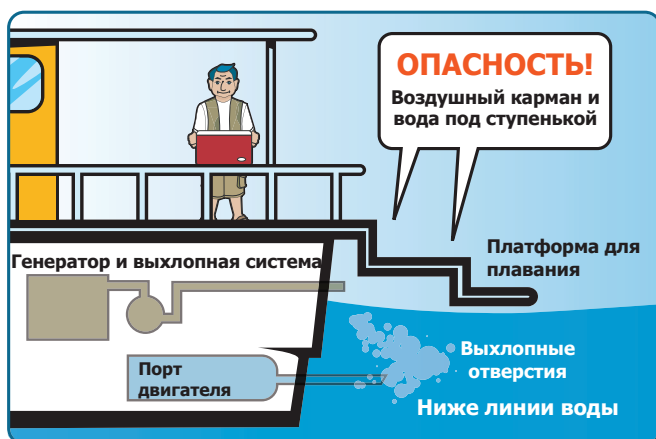 ОПАСНОСТЬ!
Воздушный карман и
вода под ступенькой
Генератор и выхлопная система
Платформа для
плавания
Порт
двигателя
Выхлопные
отверстия
Ниже линии воды